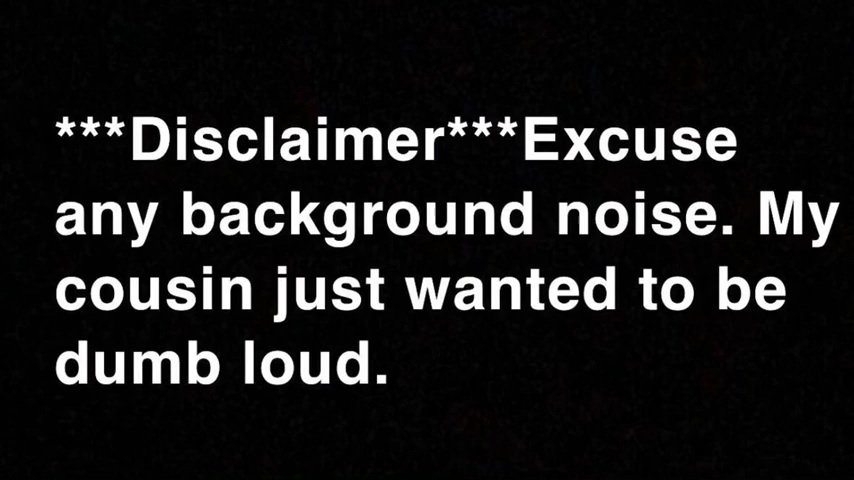 ***Disclaimer***Excuse
any background noise. My
cousin just wanted to be
dumb loud.